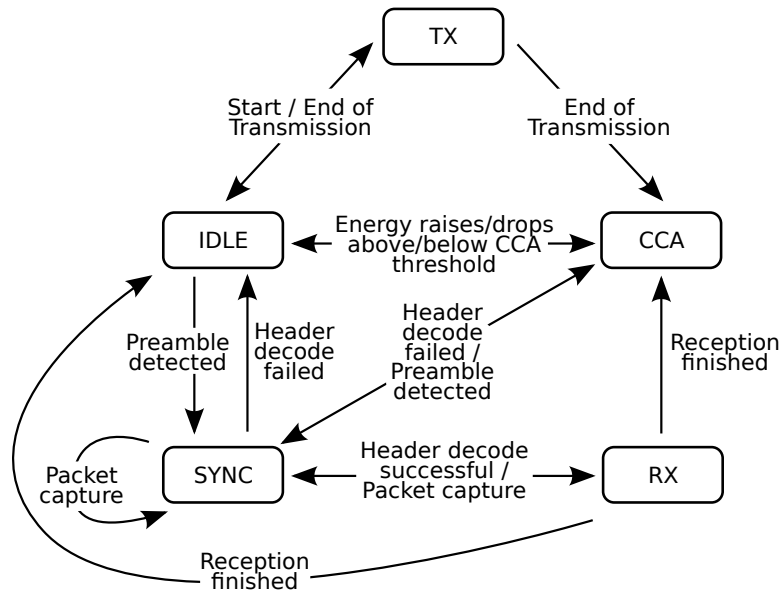 TX
Start / End of
Transmission
End of
Transmission
IDLE
Energy raises/drops
above/below CCA
threshold
CCA
Preamble
detected
Header
decode
failed
Header
decode
failed /
Preamble
detected
Reception
finished
Packet
capture
SYNC
Header decode
successful /
Packet capture
RX
Reception
finished